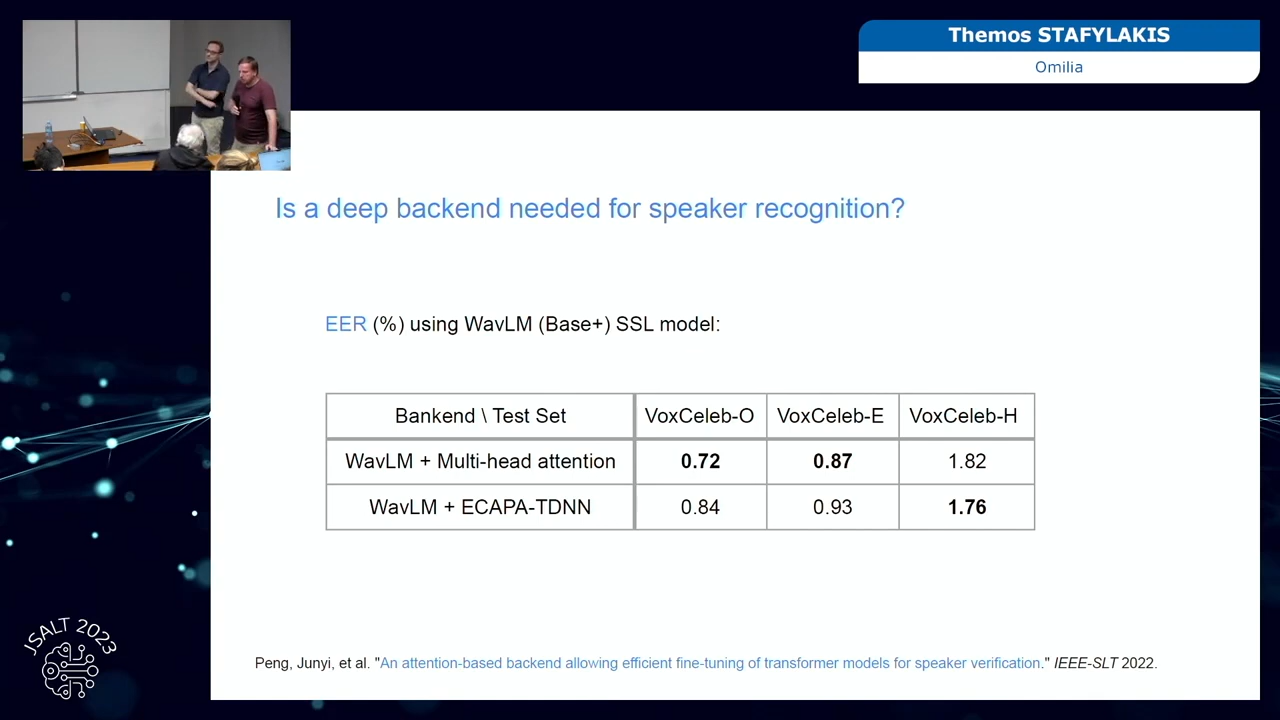 Themos STAFYLAKIS
Omilia
Is a deep backend needed for speaker recognition?
EER (%) using WavLM (Base+) SSL model:
Bankend \ Test Set VoxCeleb-O VoxCeleb-E VoxCeleb-H
WavLM + Multi-head attention 0.72 0.87 1.82
WavLM + ECAPA-TDNN 0.84 0.93 1.76
JSALT 2023
Peng, Junyi, et al. "An attention-based backend allowing efficient fine-tuning of transformer models for speaker verification." IEEE-SLT 2022.